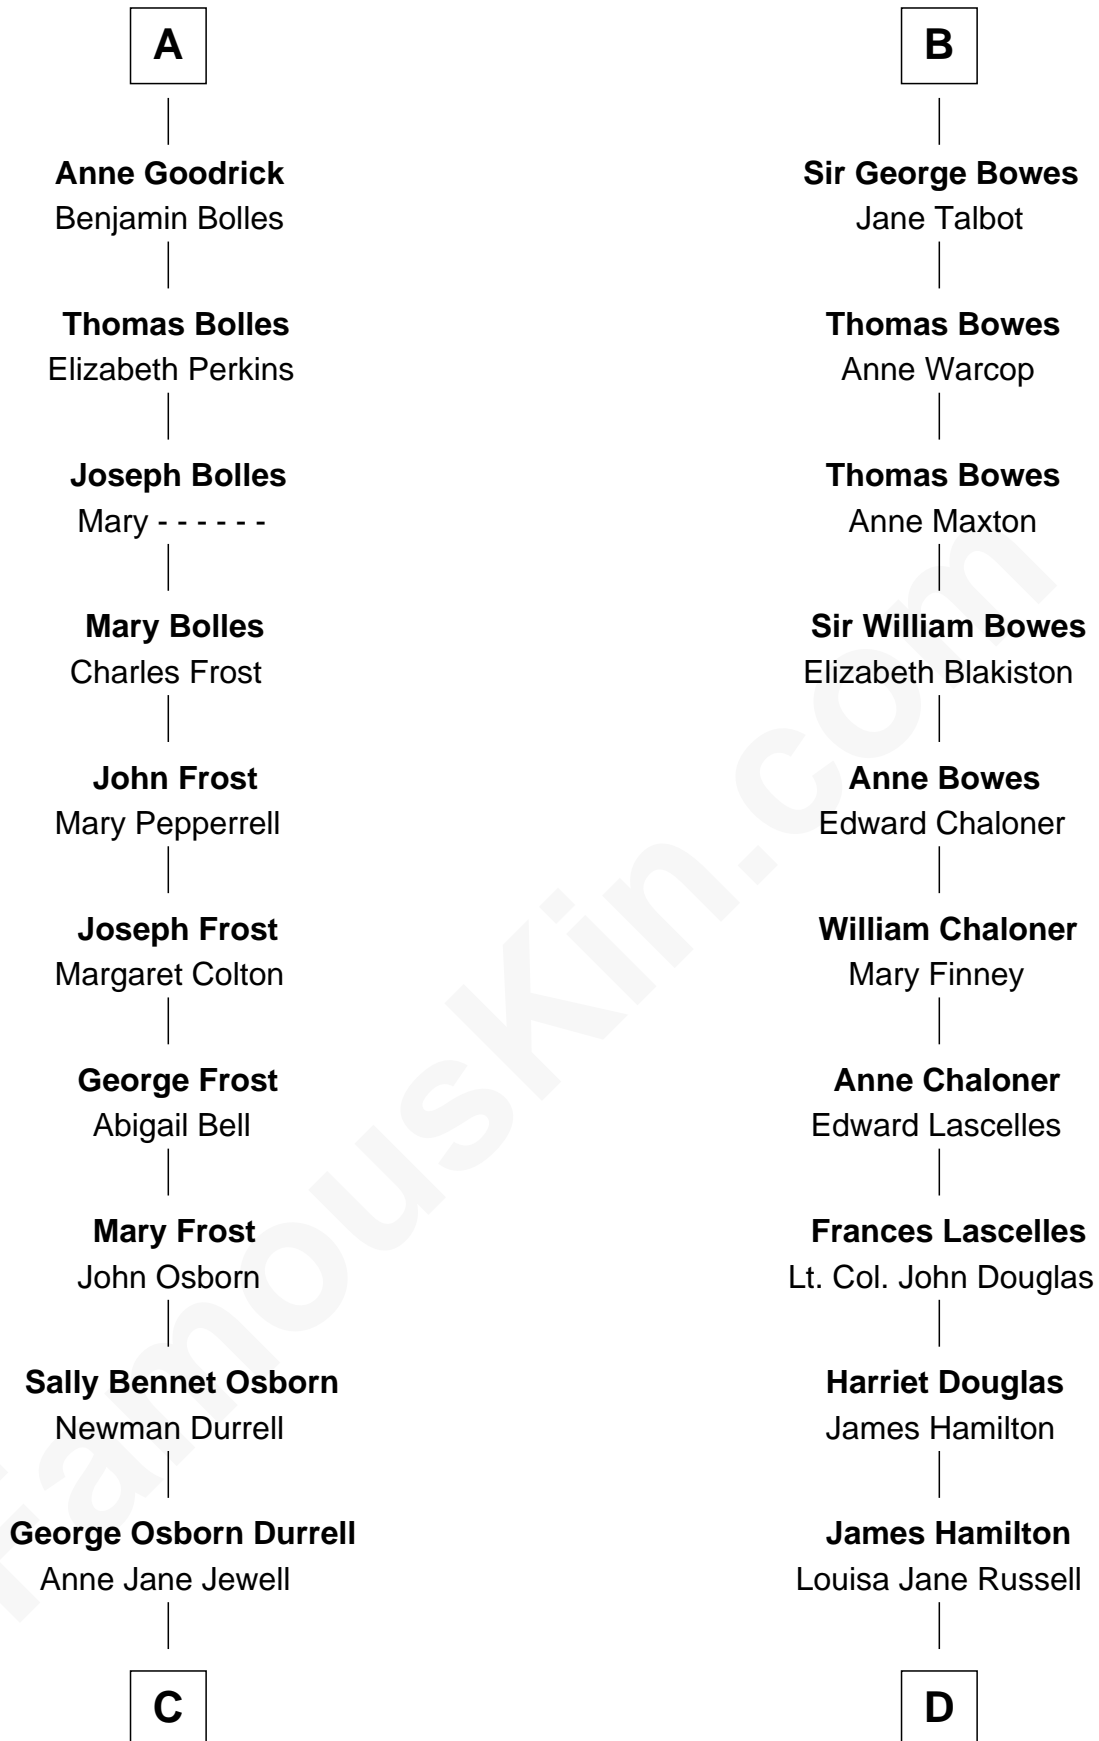 A
Anne Goodrick
Benjamin Bolles
Thomas Bolles
Elizabeth Perkins
Joseph Bolles
Mary - - - - - -
Mary Bolles
Charles Frost
John Frost
Mary Pepperrell
Joseph Frost
Margaret Colton
George Frost
Abigail Bell
Mary Frost
John Osborn
Sally Bennet Osborn
Newman Durrell
George Osborn Durrell
Anne Jane Jewell
C
B
Sir George Bowes
Jane Talbot
Thomas Bowes
Anne Warcop
Thomas Bowes
Anne Maxton
Sir William Bowes
Elizabeth Blakiston
Anne Bowes
Edward Chaloner
William Chaloner
Mary Finney
Anne Chaloner
Edward Lascelles
Frances Lascelles
Lt. Col. John Douglas
Harriet Douglas
James Hamilton
James Hamilton
Louisa Jane Russell
D
FamousKin.com